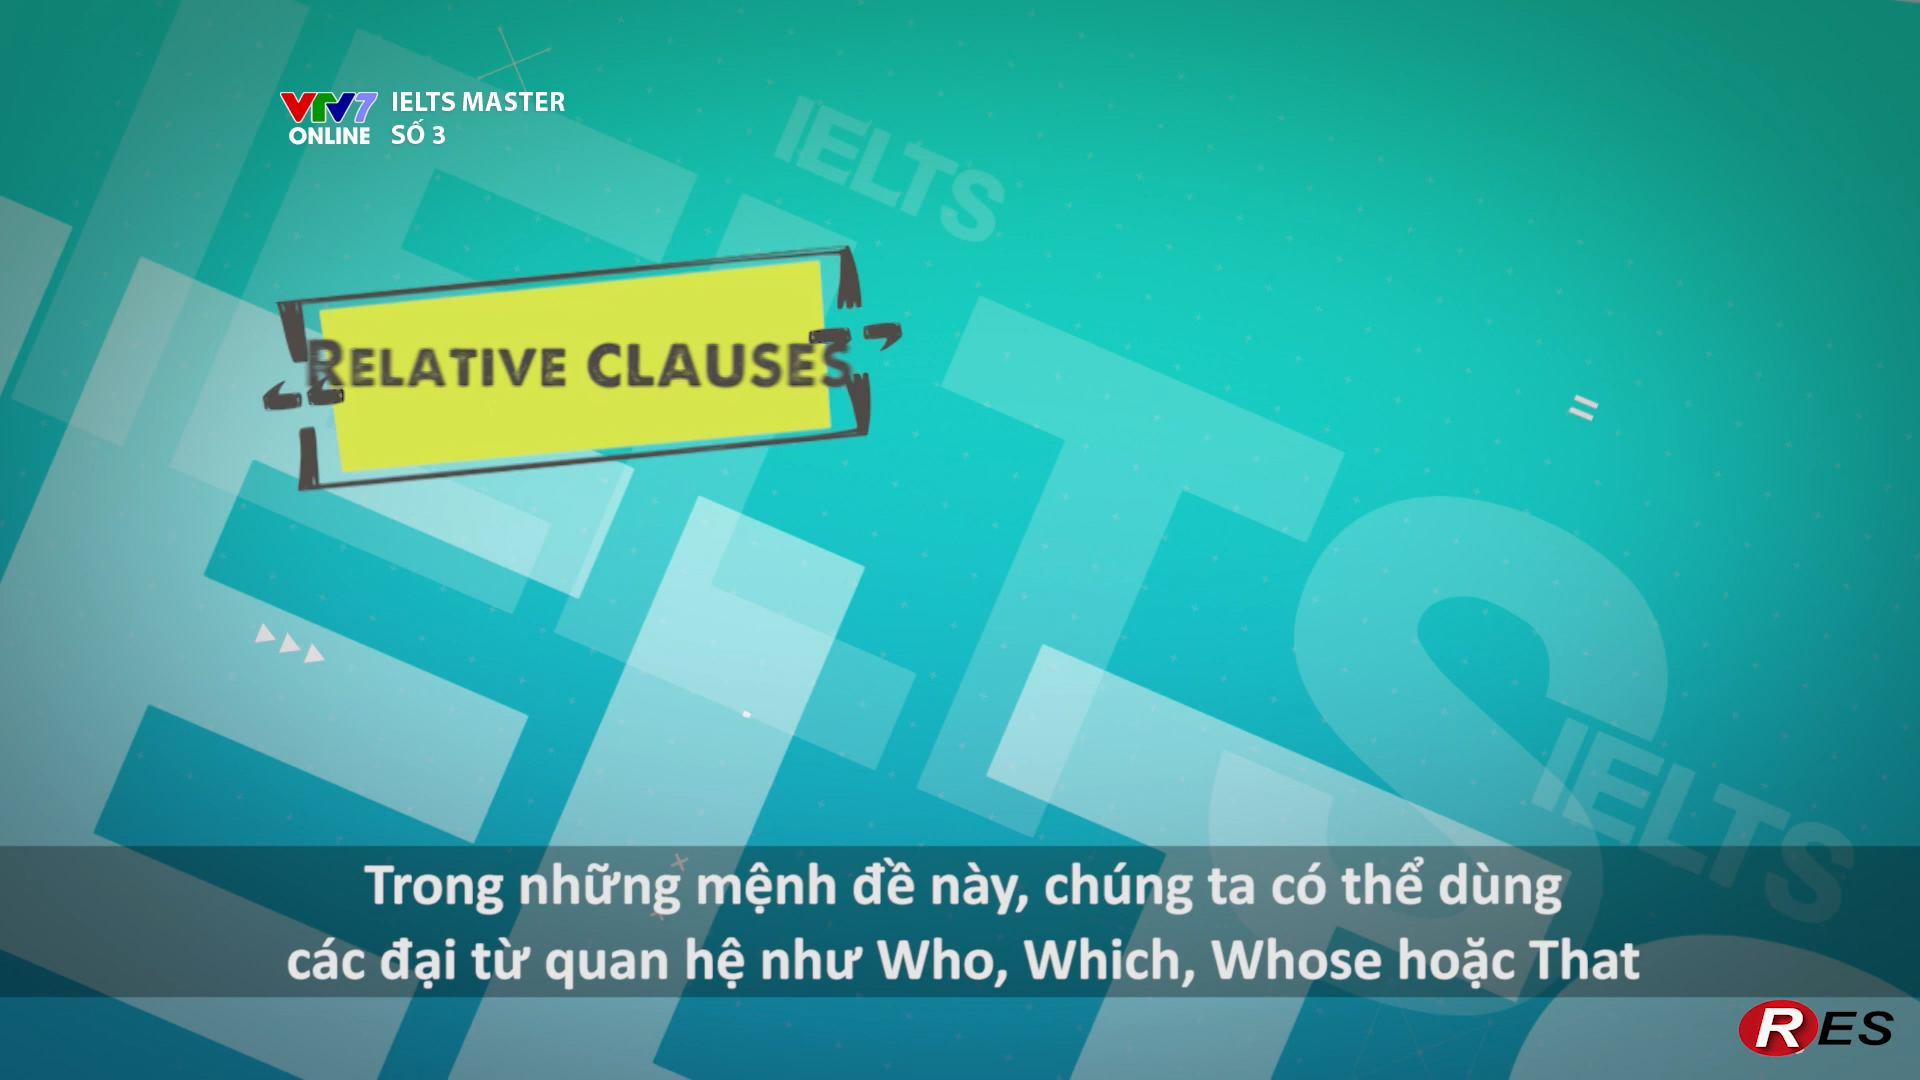 VTV7
ONLINE
IELTS MASTER
SỐ 3
IELTS
RELATIVE CLAUSES
IELTS
IELTS
Trong những mệnh đề này, chúng ta có thể dùng
các đại từ quan hệ như Who, Which, Whose hoặc That
RES